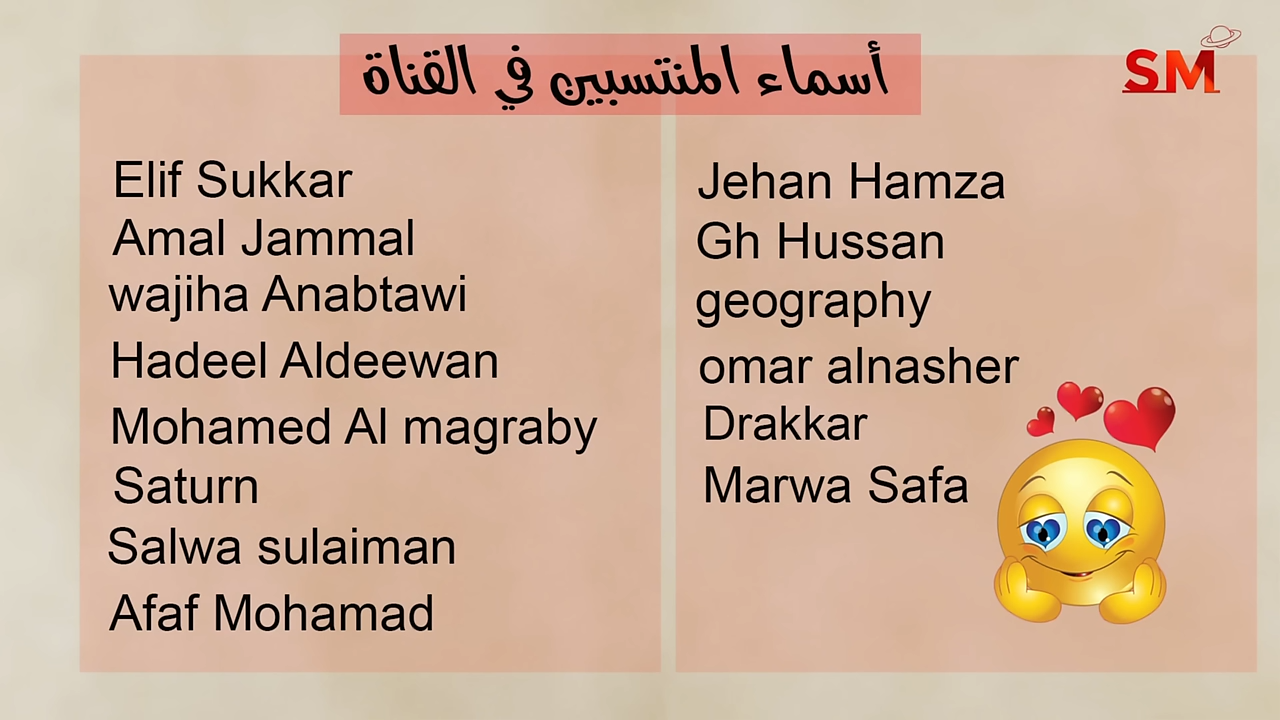 أسماء المنتسبين في القناة
SM
Elif Sukkar
Amal Jammal
wajiha Anabtawi
Hadeel Aldeewan
Mohamed Al magraby
Saturn
Salwa sulaiman
Afaf Mohamad
Jehan Hamza
Gh Hussan
geography
omar alnasher
Drakkar
Marwa Safa